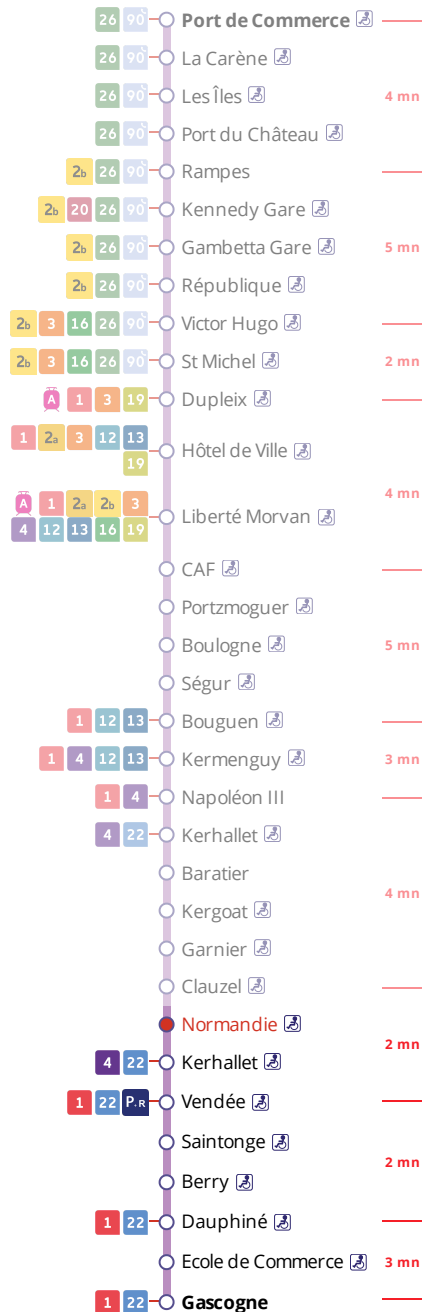 26 90 Port de Commerce
26 90 La Carène
26 90 Les Îles 4 mn
26 90 Port du Château
2b 26 90 Rampes
2b 20 26 90 Kennedy Gare
2b 26 90 Gambetta Gare 5 mn
2b 26 90 République
2b 3 16 26 90 Victor Hugo
2b 3 16 26 90 St Michel 2 mn
A 1 3 19 Dupleix
1 2a 3 12 13
19 Hôtel de Ville
4 mn
A 1 2a 2b 3
4 12 13 16 19 Liberté Morvan
CAF
Portzmoguer
Boulogne 5 mn
Ségur
1 12 13 Bouguen
1 4 12 13 Kermenguy 3 mn
1 4 Napoléon III
4 22 Kerhallet
Baratier
4 mn
Kergoat
Garnier
Clauzel
Normandie
2 mn
4 22 Kerhallet
1 22 P+R Vendée
Saintonge
2 mn
Berry
1 22 Dauphiné
Ecole de Commerce 3 mn
1 22 Gascogne